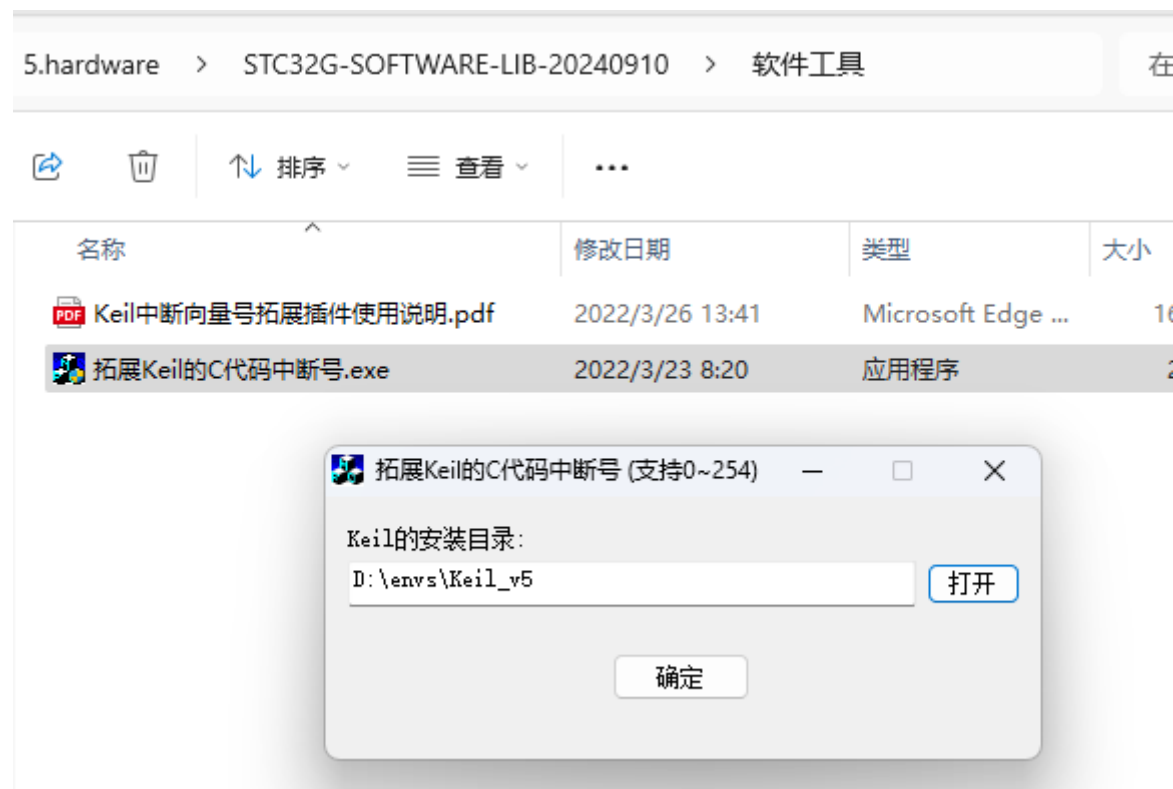 5.hardware > STC32G-SOFTWARE-LIB-20240910 > 软件工具 在
排序 查看 ...
名称 修改日期 类型 大小
PDF Keil中断向量号拓展插件使用说明.pdf 2022/3/26 13:41 Microsoft Edge ... 16
拓展Keil的C代码中断号.exe 2022/3/23 8:20 应用程序 2
拓展Keil的C代码中断号 (支持0~254)
Keil的安装目录:
D:\envs\Keil_v5 打开
确定